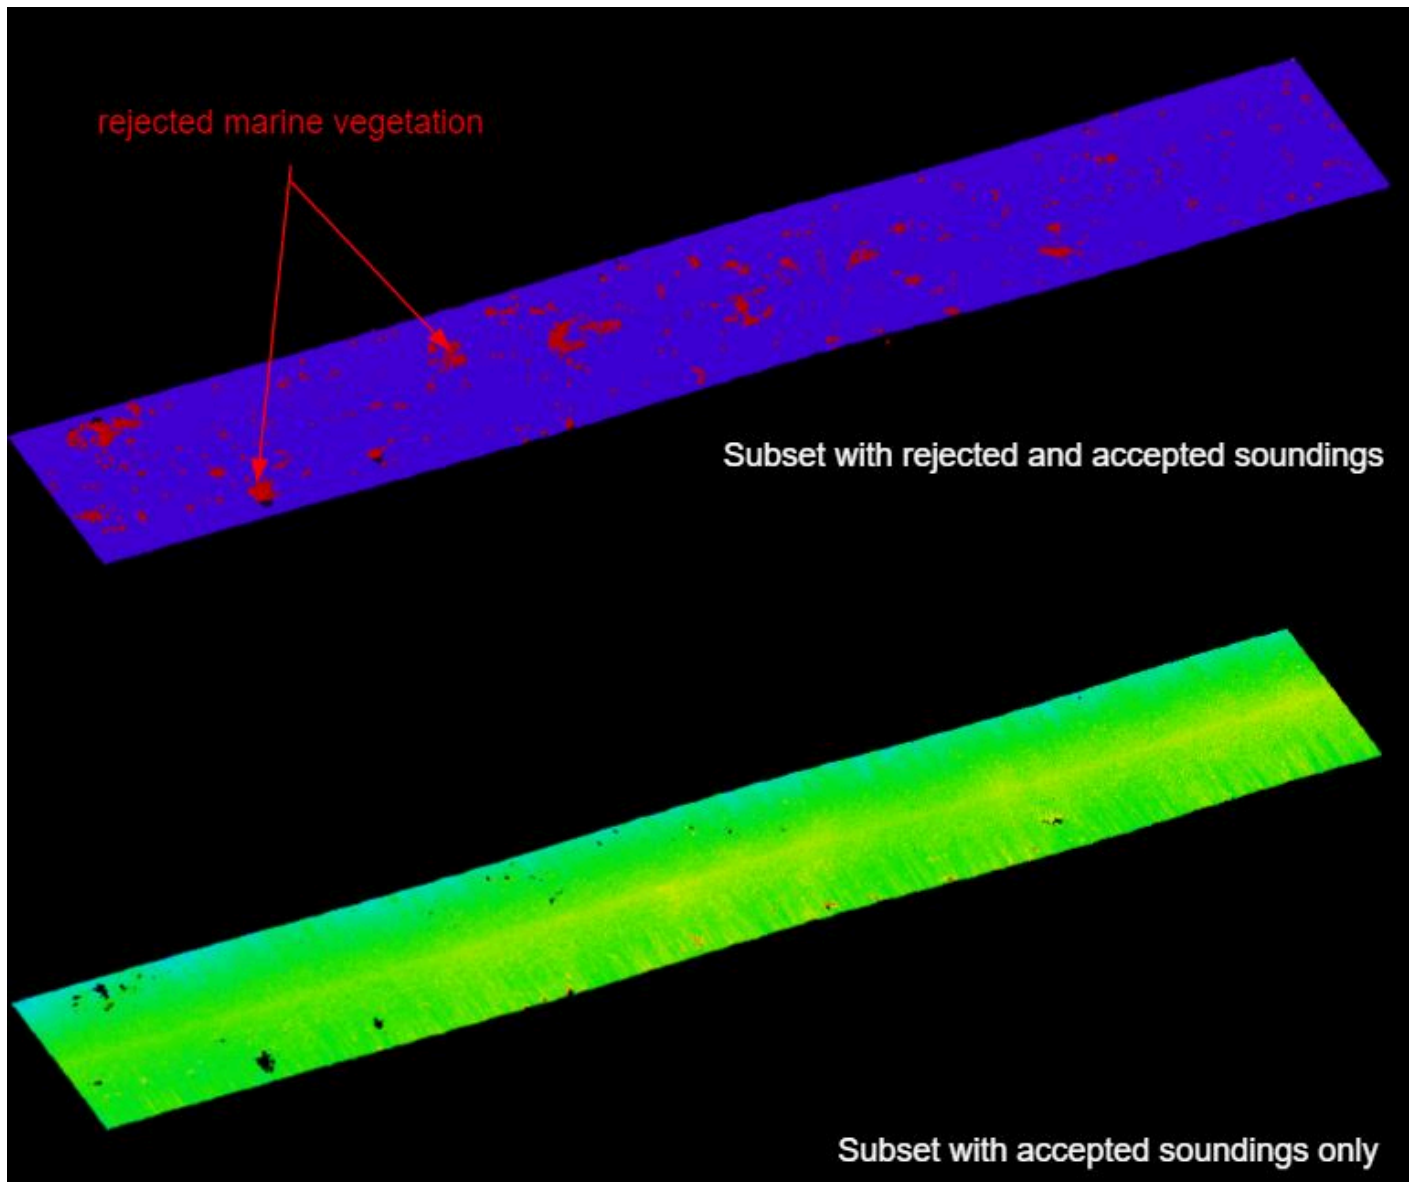 rejected marine vegetation
Subset with rejected and accepted soundings
Subset with accepted soundings only